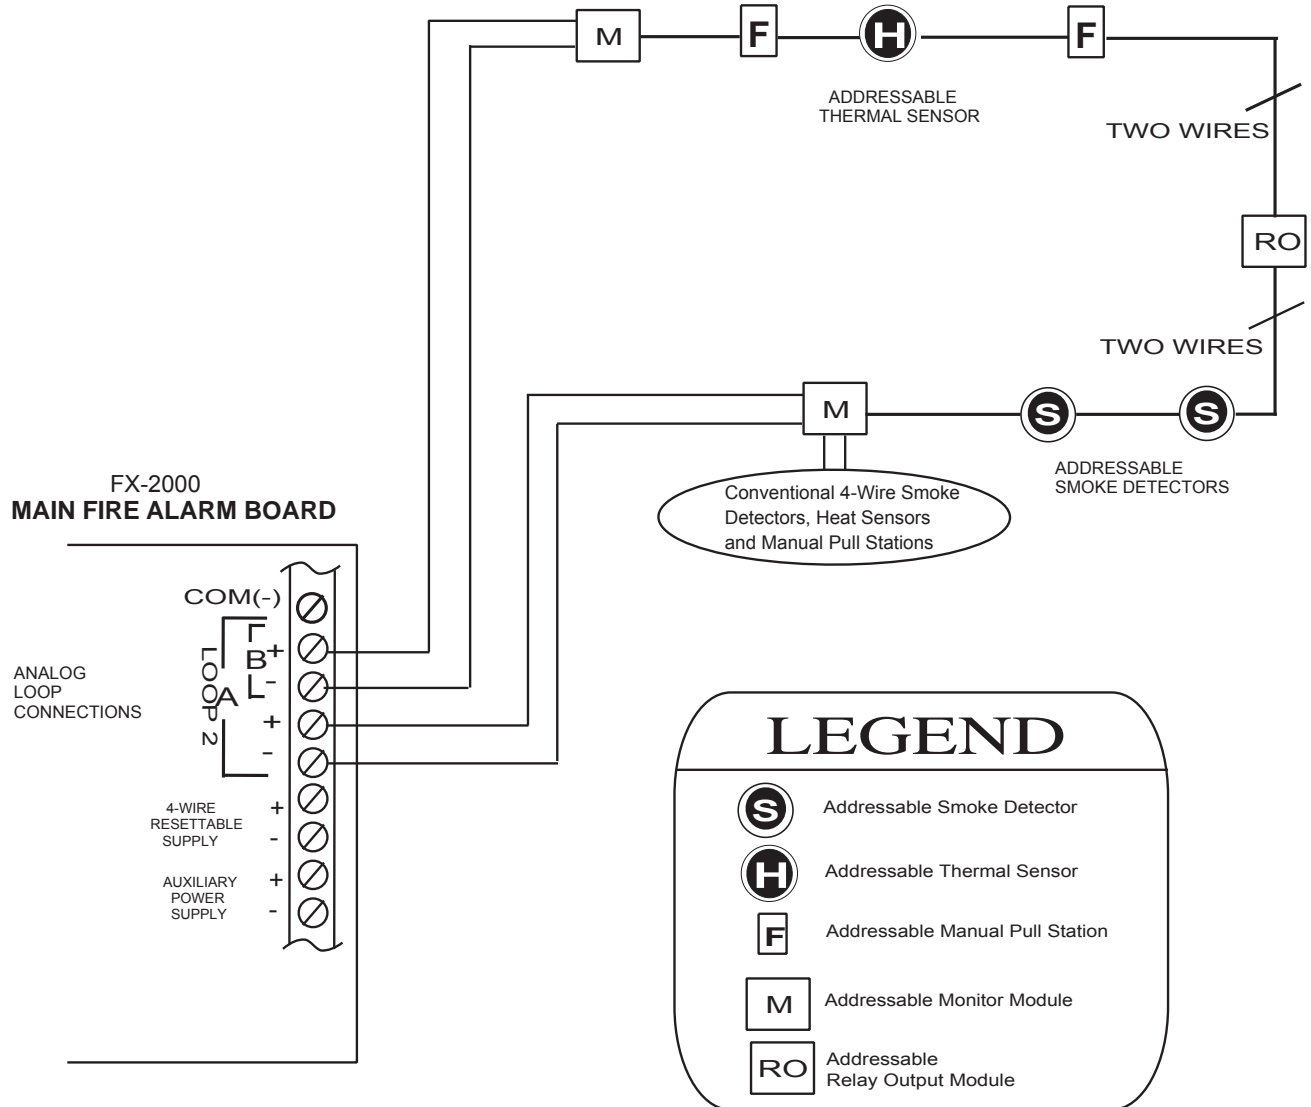 M
F
H
F
ADDRESSABLE
THERMAL SENSOR
TWO WIRES
RO
TWO WIRES
M
S
S
ADDRESSABLE
SMOKE DETECTORS
Conventional 4-Wire Smoke
Detectors, Heat Sensors
and Manual Pull Stations
FX-2000
MAIN FIRE ALARM BOARD
COM(-)
ANALOG
LOOP
CONNECTIONS
LOOP 2
B
+
-
A
+
-
4-WIRE
RESETTABLE
SUPPLY
+
-
AUXILIARY
POWER
SUPPLY
+
-
LEGEND
S Addressable Smoke Detector
H Addressable Thermal Sensor
F Addressable Manual Pull Station
M Addressable Monitor Module
RO Addressable
Relay Output Module